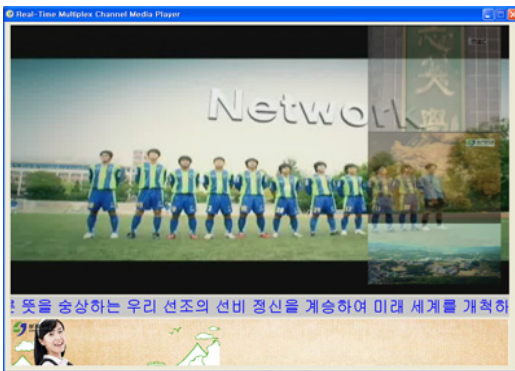 Real-Time Multiplex Channel Media Player
Network
뜻을 숭상하는 우리 선조의 선비 정신을 계승하여 미래 세계를 개척하